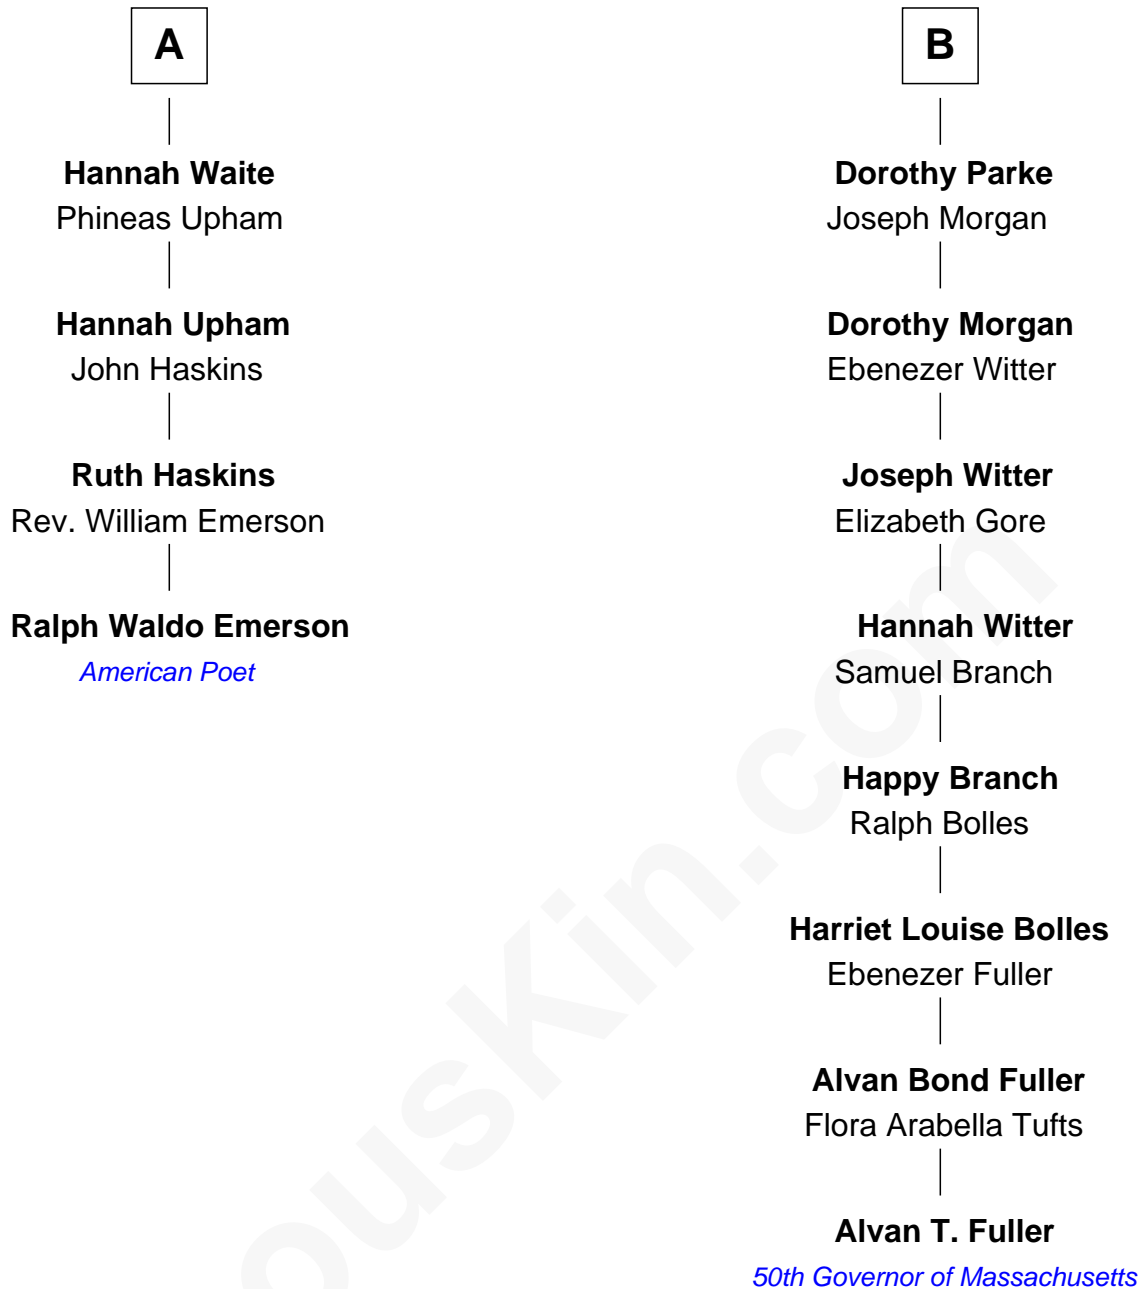 A
Hannah Waite
Phineas Upham
Hannah Upham
John Haskins
Ruth Haskins
Rev. William Emerson
Ralph Waldo Emerson
American Poet
B
Dorothy Parke
Joseph Morgan
Dorothy Morgan
Ebenezer Witter
Joseph Witter
Elizabeth Gore
Hannah Witter
Samuel Branch
Happy Branch
Ralph Bolles
Harriet Louise Bolles
Ebenezer Fuller
Alvan Bond Fuller
Flora Arabella Tufts
Alvan T. Fuller
50th Governor of Massachusetts
ouskin.com